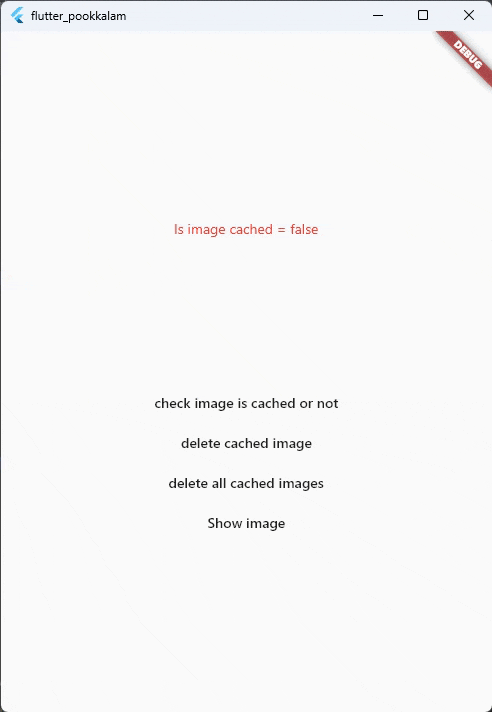 flutter_pookkalam
DEBUG
Is image cached = false
check image is cached or not
delete cached image
delete all cached images
Show image